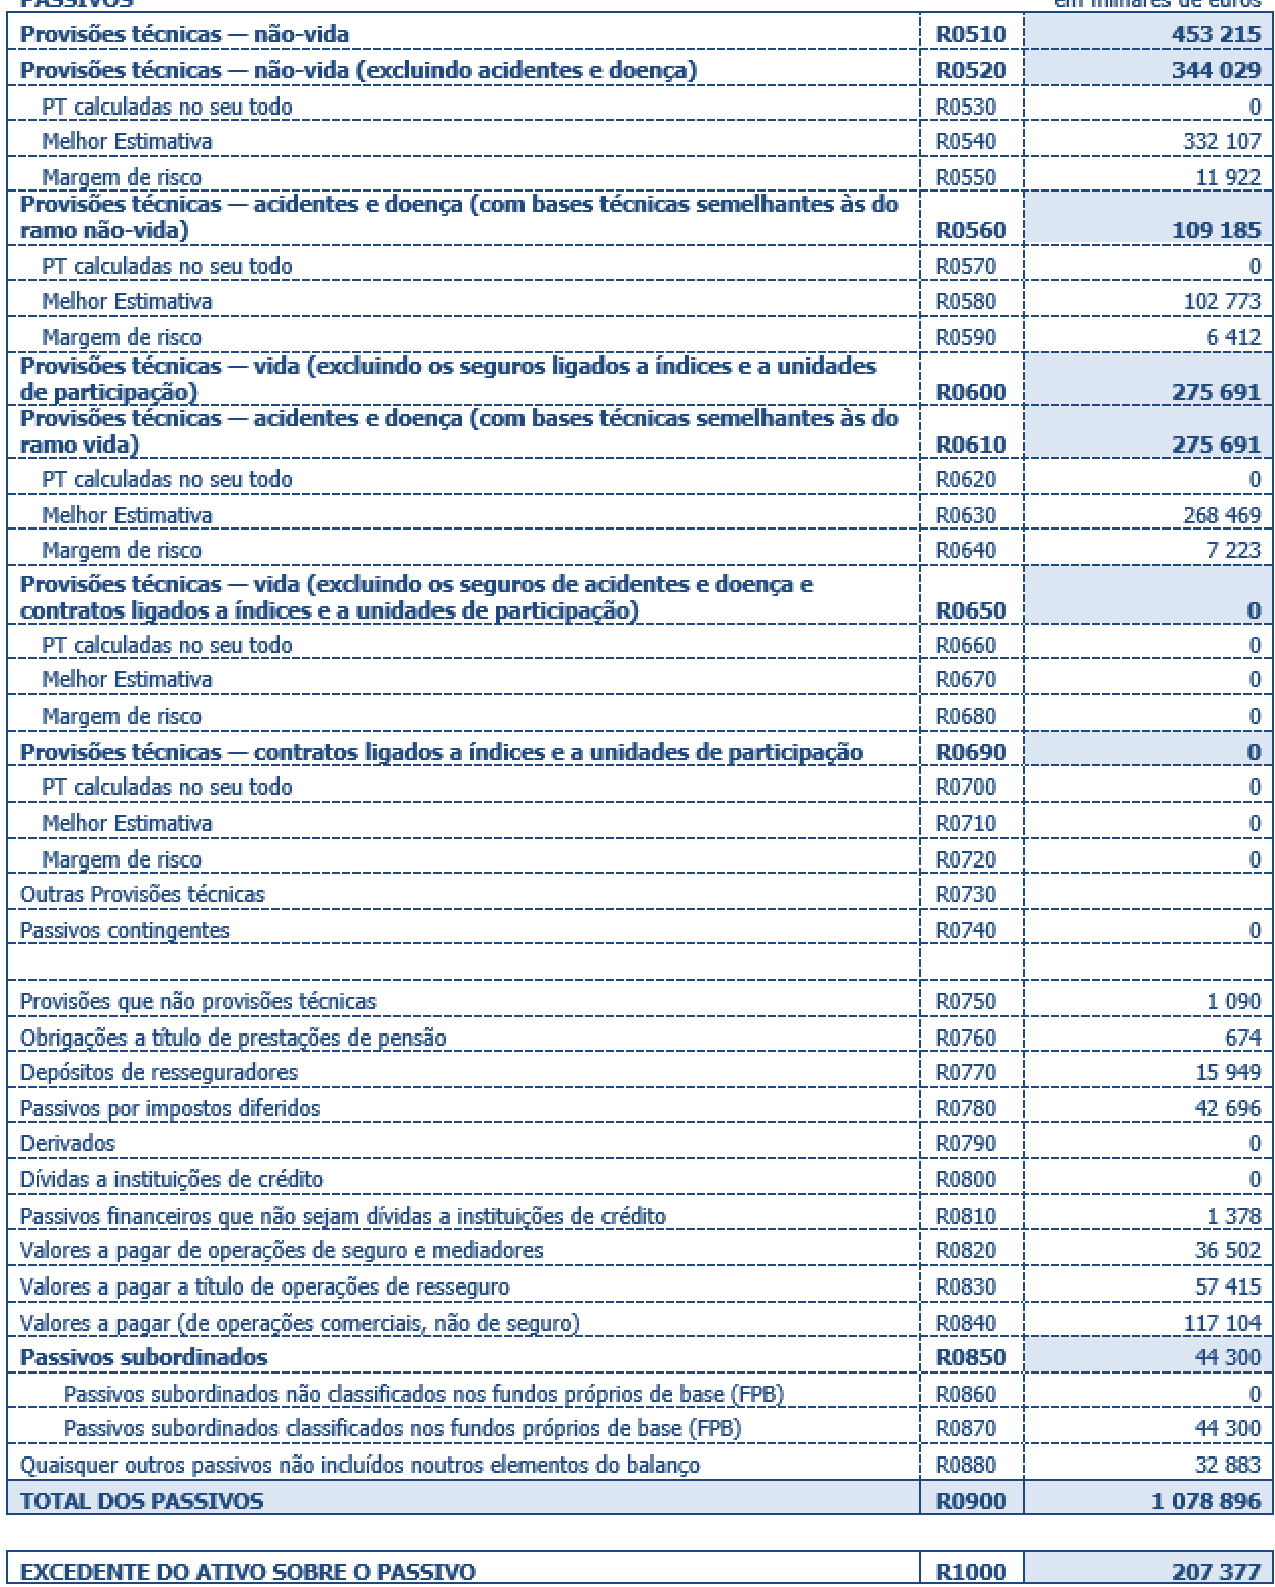 PASSIVOS em milhares de euros
Provisões técnicas — não-vida R0510 453 215
Provisões técnicas — não-vida (excluindo acidentes e doença) R0520 344 029
PT calculadas no seu todo R0530 0
Melhor Estimativa R0540 332 107
Margem de risco R0550 11 922
Provisões técnicas — acidentes e doença (com bases técnicas semelhantes às do
ramo não-vida) R0560 109 185
PT calculadas no seu todo R0570 0
Melhor Estimativa R0580 102 773
Margem de risco R0590 6 412
Provisões técnicas — vida (excluindo os seguros ligados a índices e a unidades
de participação) R0600 275 691
Provisões técnicas — acidentes e doença (com bases técnicas semelhantes às do
ramo vida) R0610 275 691
PT calculadas no seu todo R0620 0
Melhor Estimativa R0630 268 469
Margem de risco R0640 7 223
Provisões técnicas — vida (excluindo os seguros de acidentes e doença e
contratos ligados a índices e a unidades de participação) R0650 0
PT calculadas no seu todo R0660 0
Melhor Estimativa R0670 0
Margem de risco R0680 0
Provisões técnicas — contratos ligados a índices e a unidades de participação R0690 0
PT calculadas no seu todo R0700 0
Melhor Estimativa R0710 0
Margem de risco R0720 0
Outras Provisões técnicas R0730
Passivos contingentes R0740 0
Provisões que não provisões técnicas R0750 1 090
Obrigações a título de prestações de pensão R0760 674
Depósitos de resseguradores R0770 15 949
Passivos por impostos diferidos R0780 42 696
Derivados R0790 0
Dívidas a instituições de crédito R0800 0
Passivos financeiros que não sejam dívidas a instituições de crédito R0810 1 378
Valores a pagar de operações de seguro e mediadores R0820 36 502
Valores a pagar a título de operações de resseguro R0830 57 415
Valores a pagar (de operações comerciais, não de seguro) R0840 117 104
Passivos subordinados R0850 44 300
Passivos subordinados não classificados nos fundos próprios de base (FPB) R0860 0
Passivos subordinados classificados nos fundos próprios de base (FPB) R0870 44 300
Quaisquer outros passivos não incluídos noutros elementos do balanço R0880 32 883
TOTAL DOS PASSIVOS R0900 1 078 896
EXCEDENTE DO ATIVO SOBRE O PASSIVO R1000 207 377